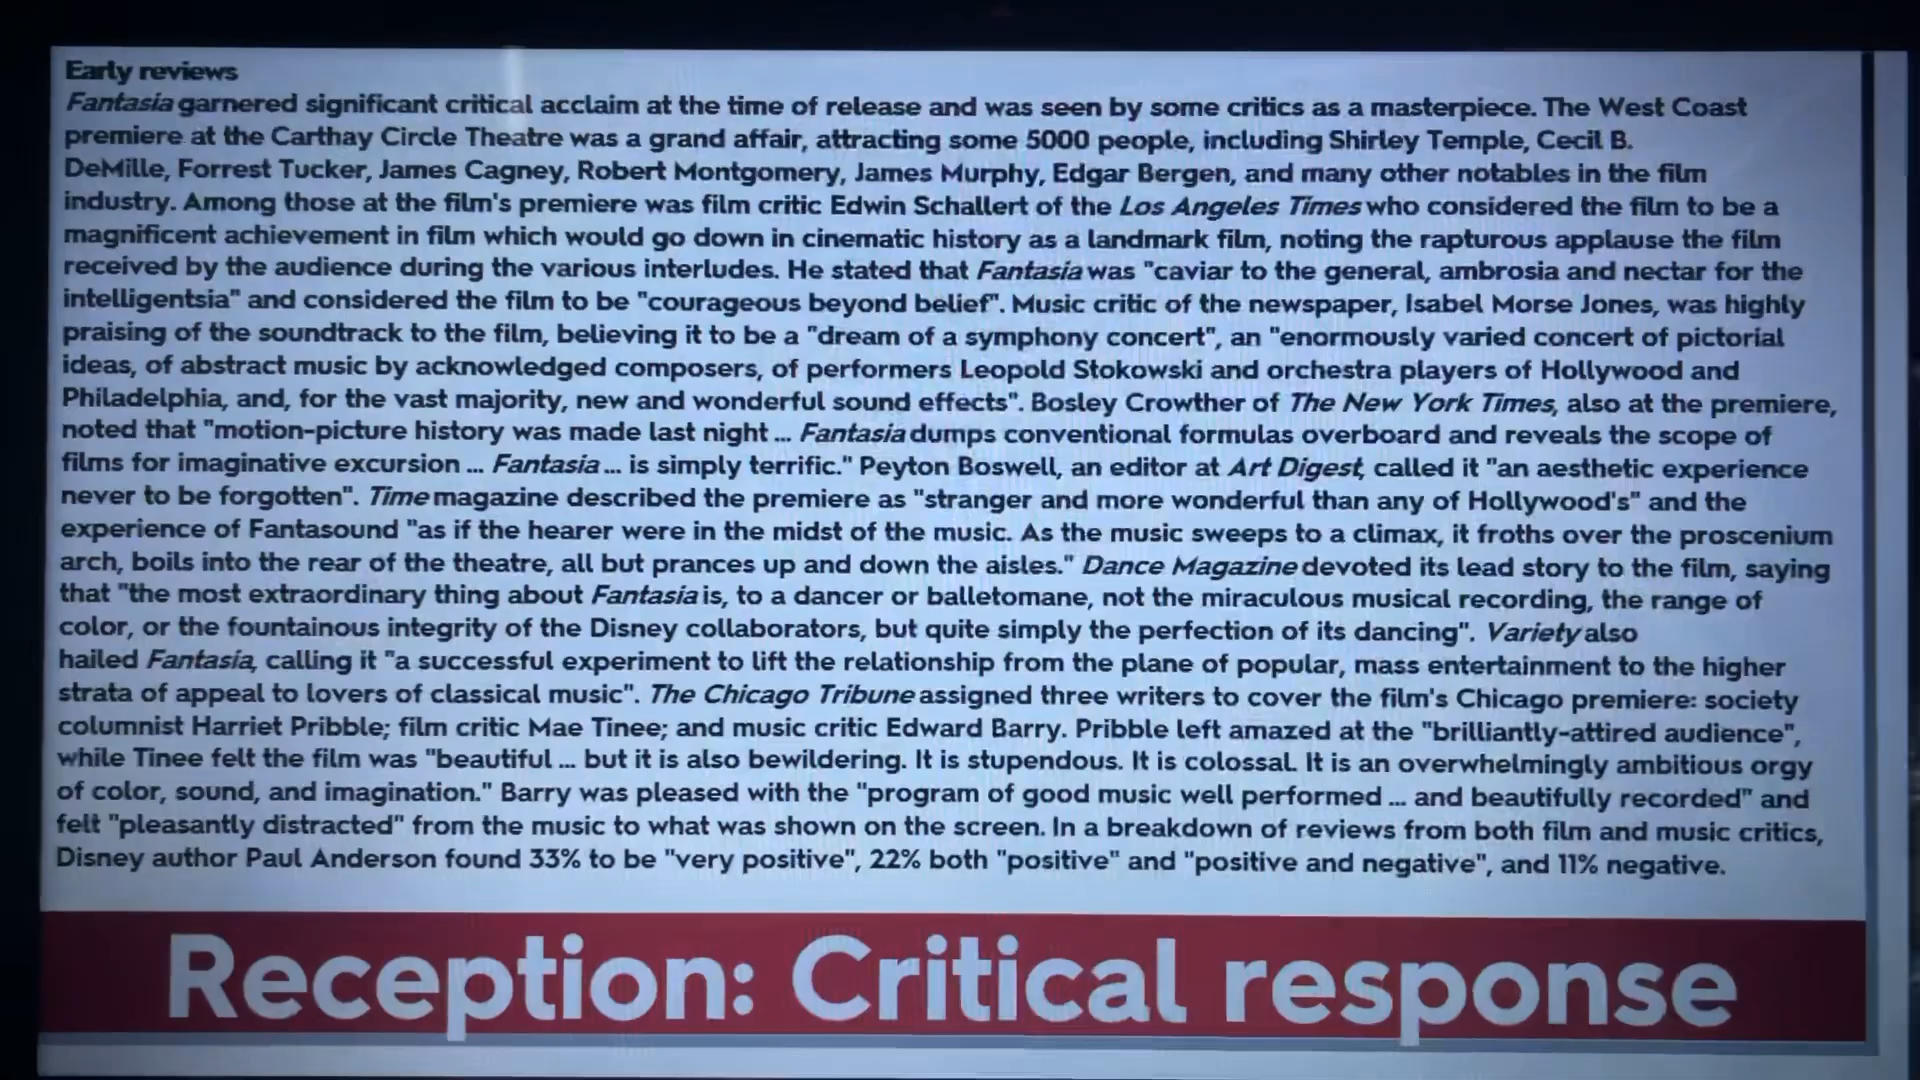 Early reviews
Fantasia garnered significant critical acclaim at the time of release and was seen by some critics as a masterpiece. The West Coast
premiere at the Carthay Circle Theatre was a grand affair, attracting some 5000 people, including Shirley Temple, Cecil B.
DeMille, Forrest Tucker, James Cagney, Robert Montgomery, James Murphy, Edgar Bergen, and many other notables in the film
industry. Among those at the film's premiere was film critic Edwin Schallert of the Los Angeles Times who considered the film to be a
magnificent achievement in film which would go down in cinematic history as a landmark film, noting the rapturous applause the film
received by the audience during the various interludes. He stated that Fantasia was "caviar to the general, ambrosia and nectar for the
intelligentsia" and considered the film to be "courageous beyond belief". Music critic of the newspaper, Isabel Morse Jones, was highly
praising of the soundtrack to the film, believing it to be a "dream of a symphony concert", an "enormously varied concert of pictorial
ideas, of abstract music by acknowledged composers, of performers Leopold Stokowski and orchestra players of Hollywood and
Philadelphia, and, for the vast majority, new and wonderful sound effects". Bosley Crowther of The New York Times, also at the premiere,
noted that "motion-picture history was made last night ... Fantasia dumps conventional formulas overboard and reveals the scope of
films for imaginative excursion ... Fantasia ... is simply terrific." Peyton Boswell, an editor at Art Digest, called it "an aesthetic experience
never to be forgotten". Time magazine described the premiere as "stranger and more wonderful than any of Hollywood's" and the
experience of Fantasound "as if the hearer were in the midst of the music. As the music sweeps to a climax, it froths over the proscenium
arch, boils into the rear of the theatre, all but prances up and down the aisles." Dance Magazine devoted its lead story to the film, saying
that "the most extraordinary thing about Fantasia is, to a dancer or balletomane, not the miraculous musical recording, the range of
color, or the fountainous integrity of the Disney collaborators, but quite simply the perfection of its dancing". Variety also
hailed Fantasia, calling it "a successful experiment to lift the relationship from the plane of popular, mass entertainment to the higher
strata of appeal to lovers of classical music". The Chicago Tribune assigned three writers to cover the film's Chicago premiere: society
columnist Harriet Pribble; film critic Mae Tinee; and music critic Edward Barry. Pribble left amazed at the "brilliantly-attired audience",
while Tinee felt the film was "beautiful ... but it is also bewildering. It is stupendous. It is colossal. It is an overwhelmingly ambitious orgy
of color, sound, and imagination." Barry was pleased with the "program of good music well performed ... and beautifully recorded" and
felt "pleasantly distracted" from the music to what was shown on the screen. In a breakdown of reviews from both film and music critics,
Disney author Paul Anderson found 33% to be "very positive", 22% both "positive" and "positive and negative", and 11% negative.
Reception: Critical response